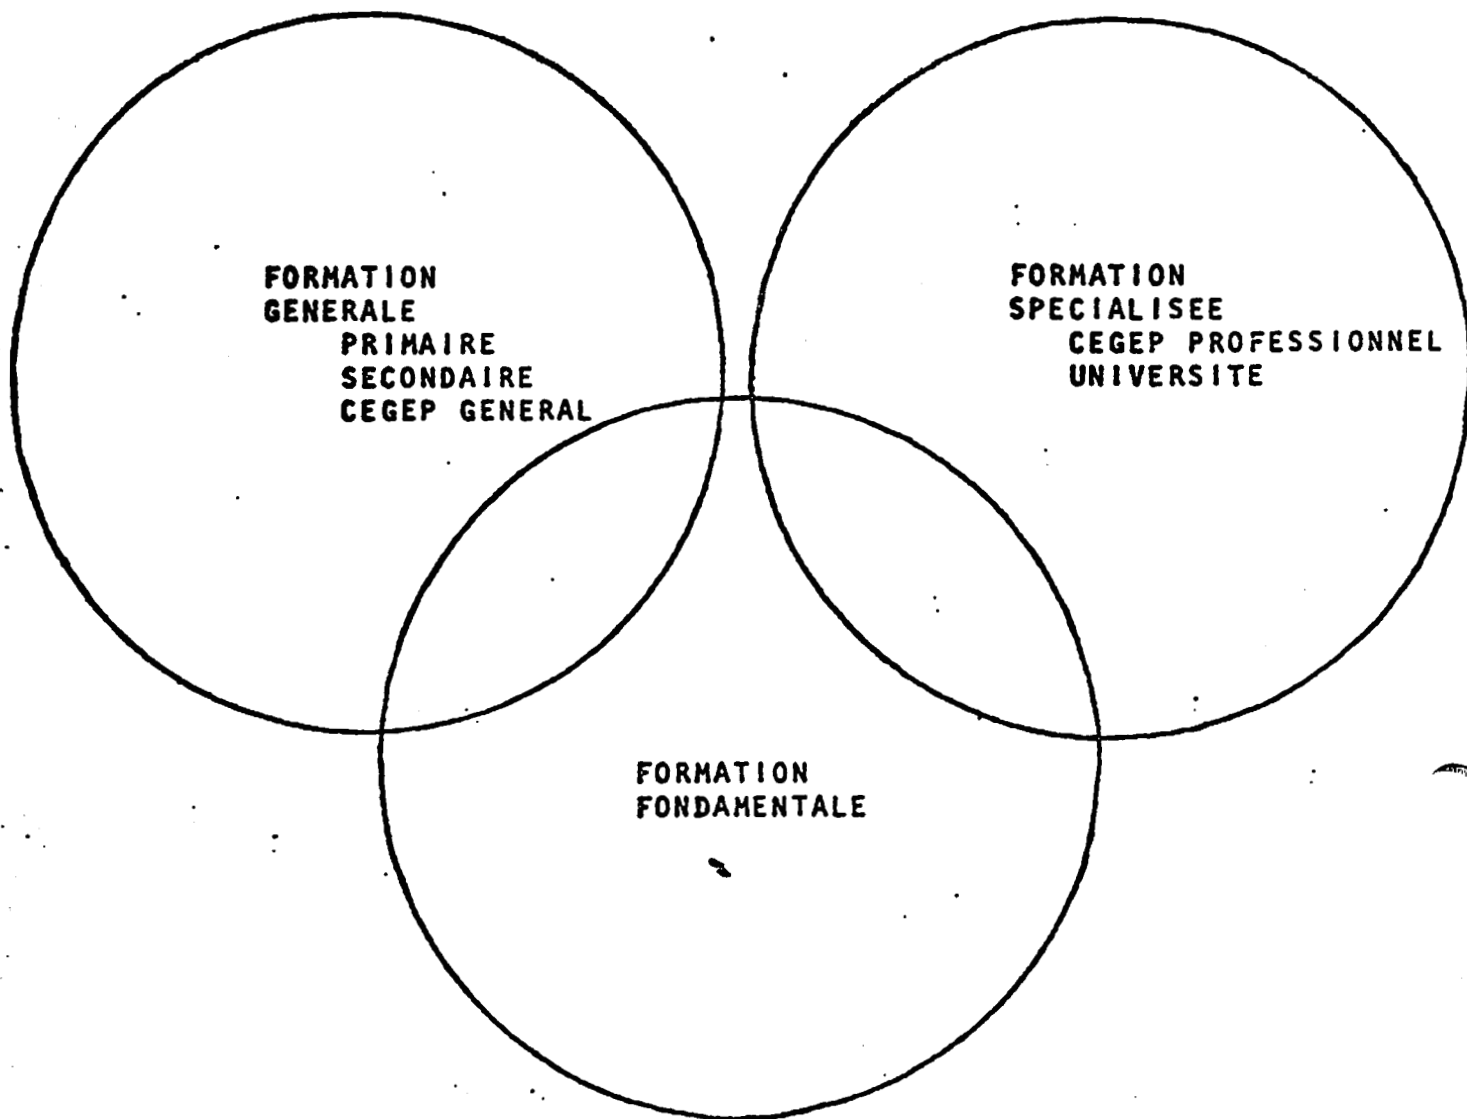 FORMATION
GENERALE
PRIMAIRE
SECONDAIRE
CEGEP GENERAL
FORMATION
SPECIALISEE
CEGEP PROFESSIONNEL
UNIVERSITE
FORMATION
FONDAMENTALE